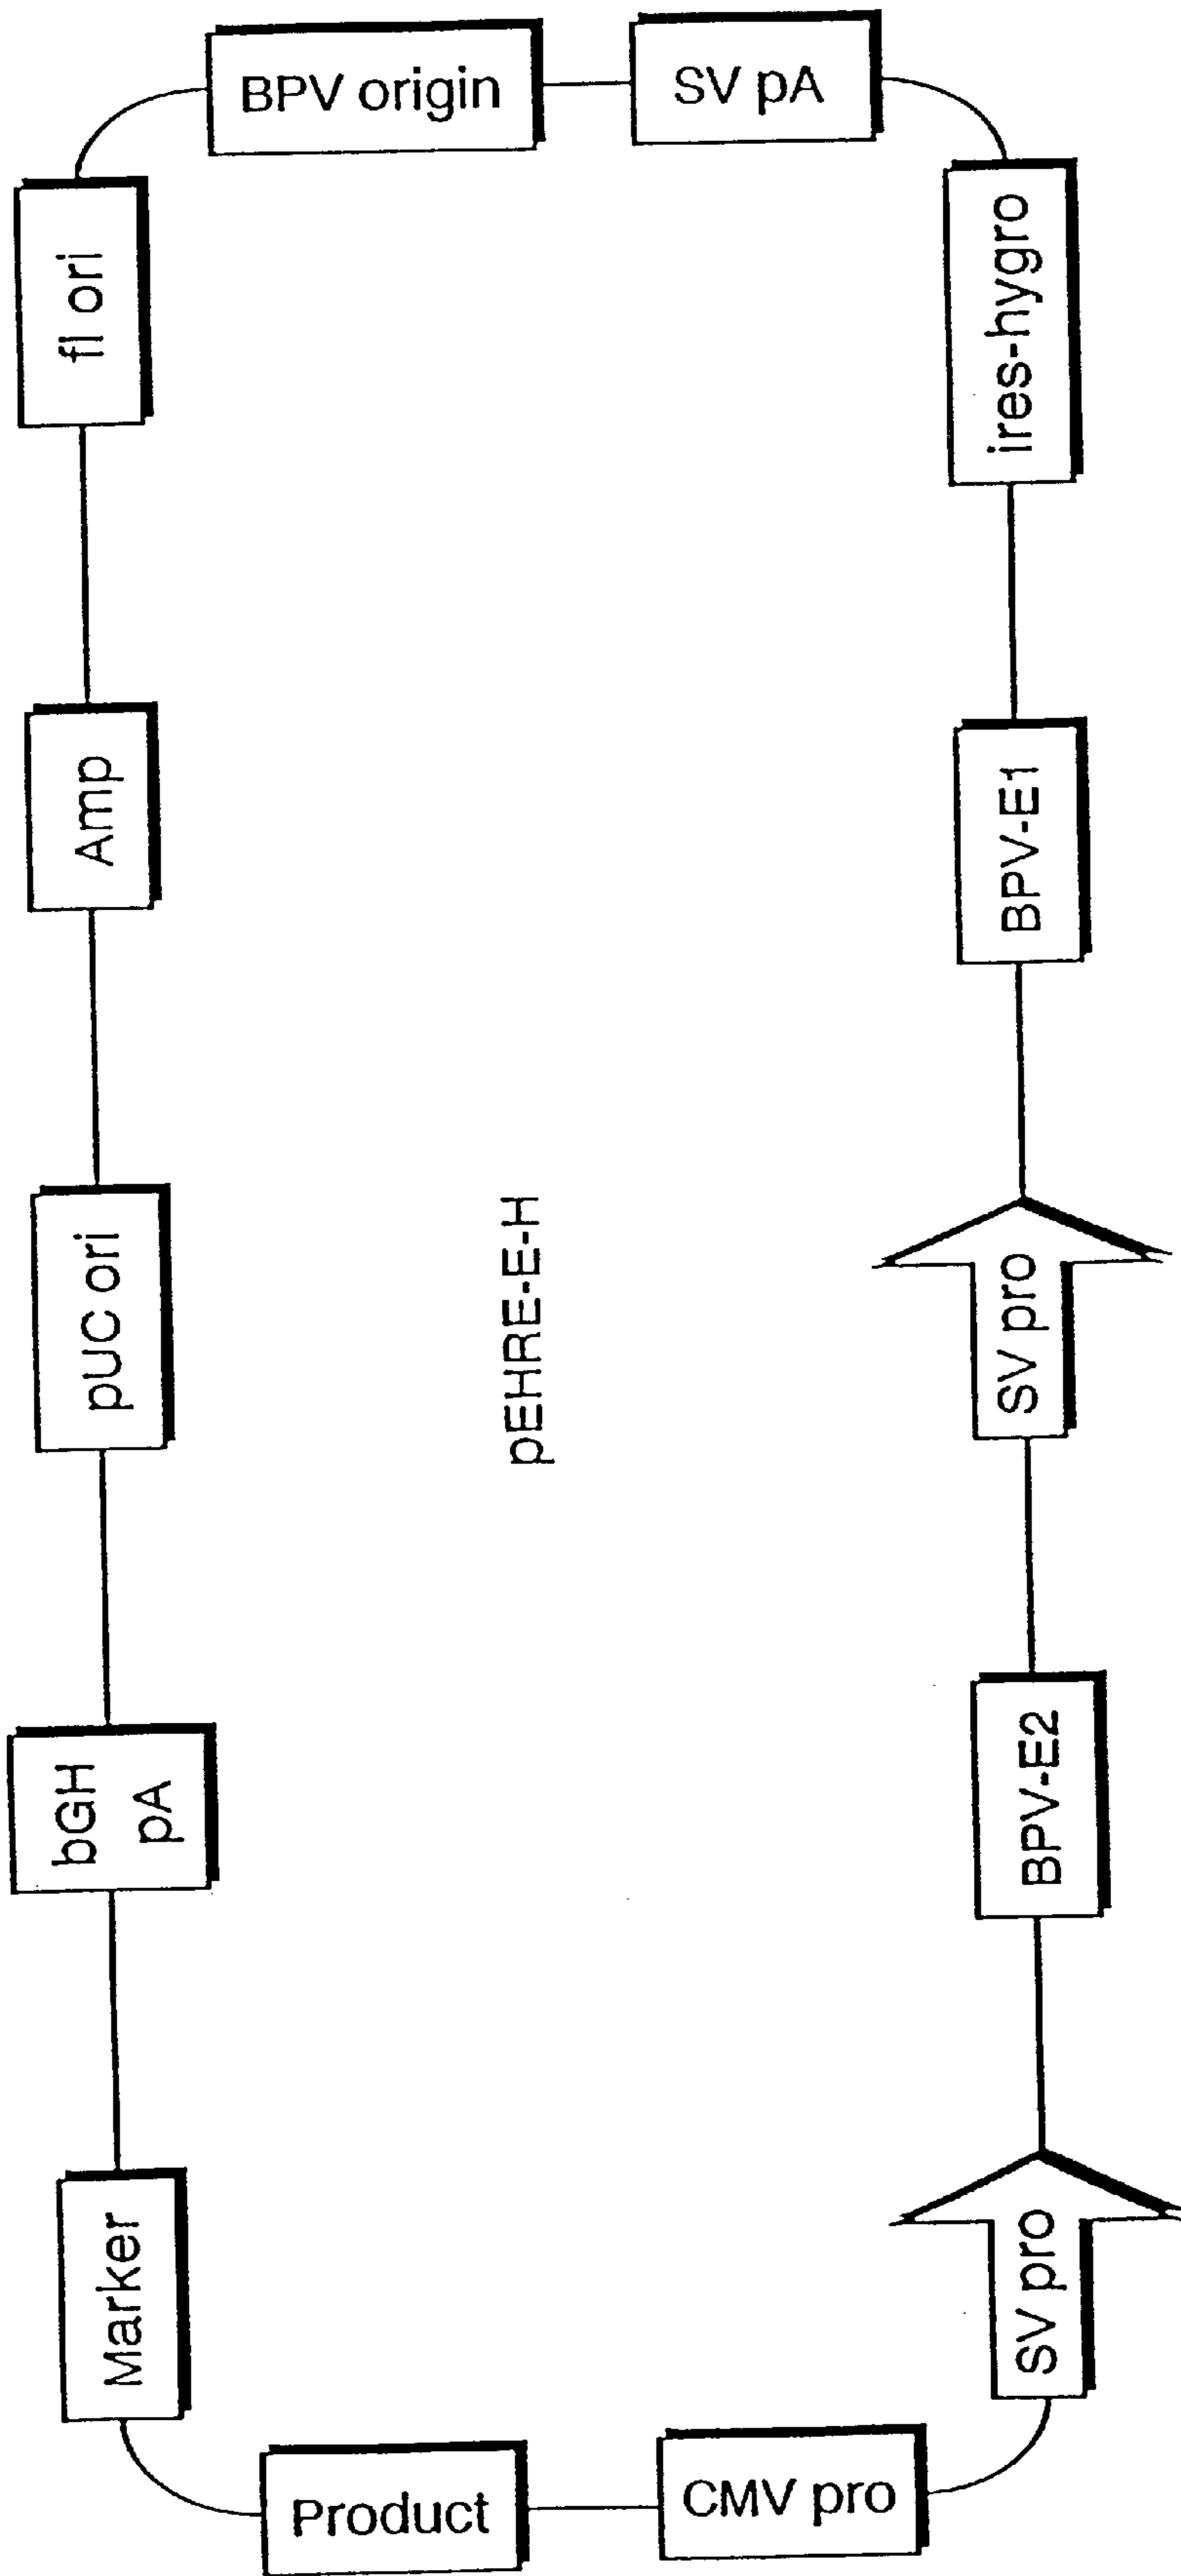 BPV origin
SV pA
fl ori
ires-hygro
Amp
BPV-E1
pUC ori
pEHRE-E-H
SV pro
bGH
pA
BPV-E2
Marker
SV pro
Product
CMV pro